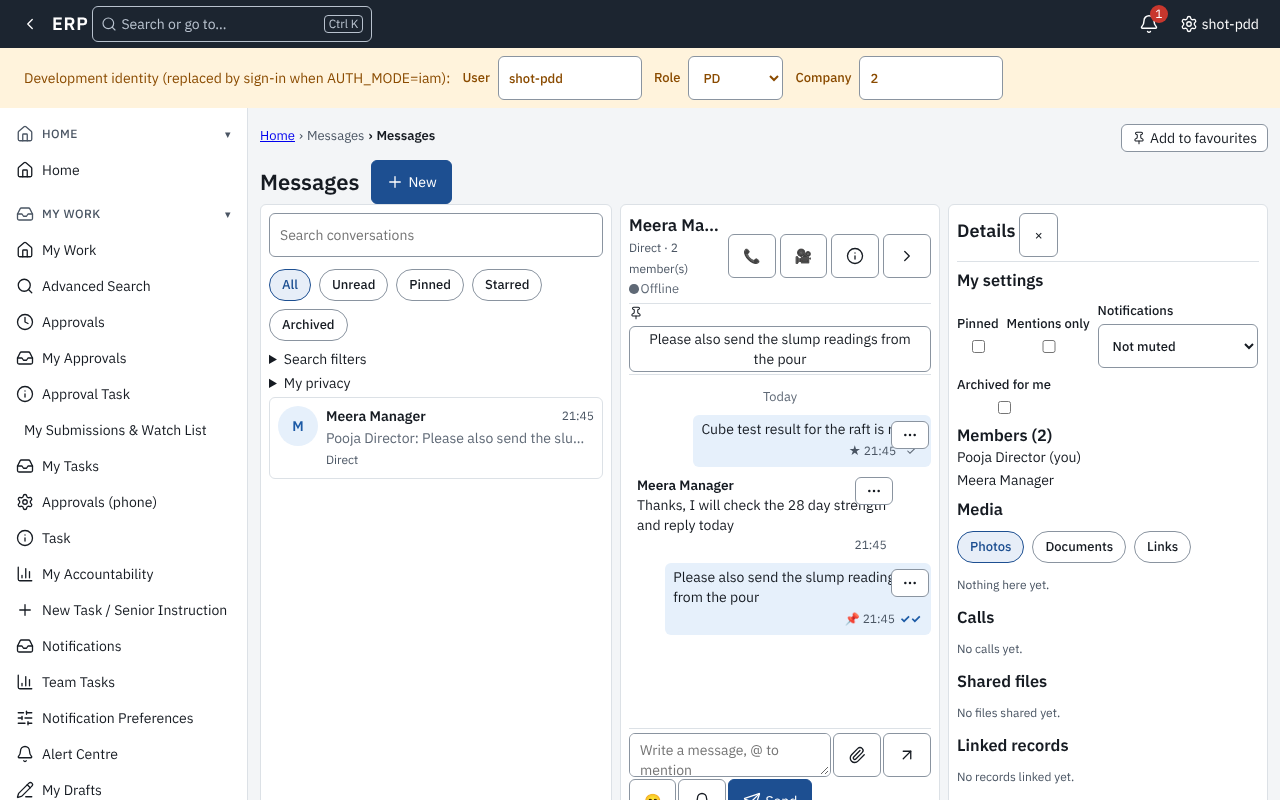 ERP
Search or go to…
Ctrl K
1
shot-pdd
Development identity (replaced by sign-in when AUTH_MODE=iam):
User
shot-pdd
Role
PD
Company
2
HOME
Home
MY WORK
My Work
Advanced Search
Approvals
My Approvals
Approval Task
My Submissions & Watch List
My Tasks
Approvals (phone)
Task
My Accountability
New Task / Senior Instruction
Notifications
Team Tasks
Notification Preferences
Alert Centre
My Drafts
Home › Messages › Messages
Add to favourites
Messages
New
Search conversations
All
Unread
Pinned
Starred
Archived
Search filters
My privacy
M
Meera Manager
21:45
Pooja Director: Please also send the slu…
Direct
Meera Ma…
Direct · 2
member(s)
Offline
Please also send the slump readings from
the pour
Today
Cube test result for the raft is
★ 21:45
Meera Manager
Thanks, I will check the 28 day strength
and reply today
21:45
Please also send the slump
from the pour
21:45
Write a message, @ to
mention
Send
Details
×
My settings
Pinned
Mentions only
Notifications
Not muted
Archived for me
Members (2)
Pooja Director (you)
Meera Manager
Media
Photos
Documents
Links
Nothing here yet.
Calls
No calls yet.
Shared files
No files shared yet.
Linked records
No records linked yet.